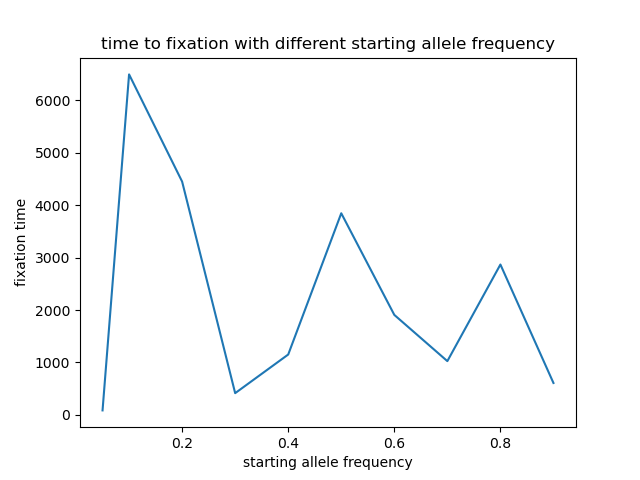 time to fixation with different starting allele frequency
fixation time
6000
5000
4000
3000
2000
1000
0
0.2 0.4 0.6 0.8
starting allele frequency